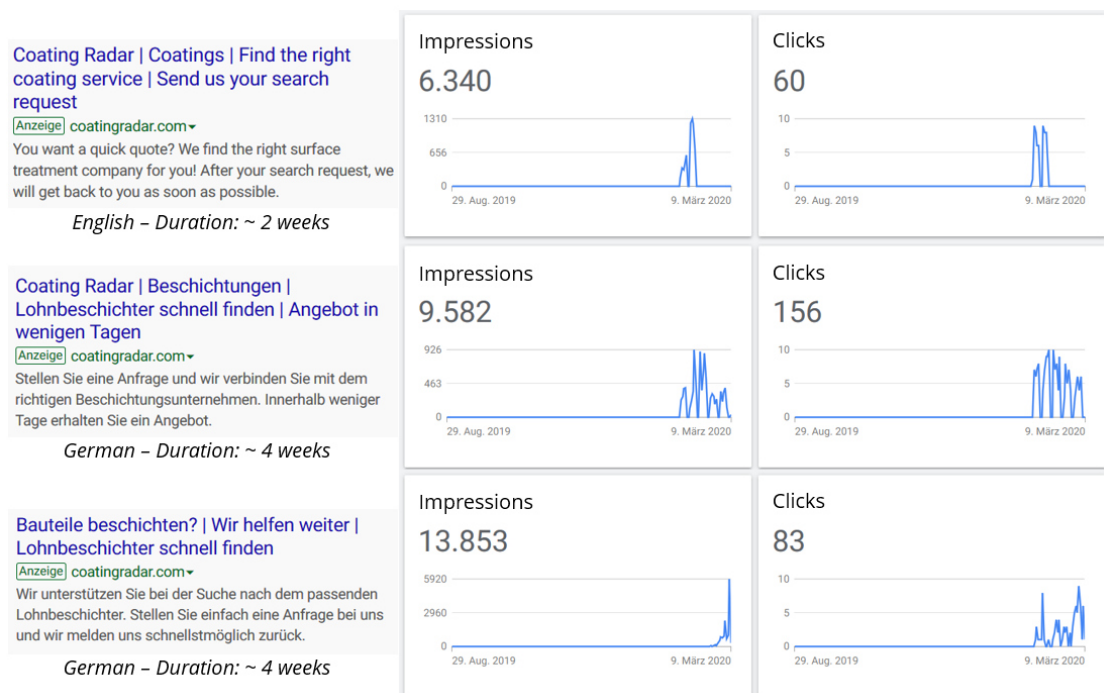 Coating Radar | Coatings | Find the right
coating service | Send us your search
request
Anzeige coatingradar.com
You want a quick quote? We find the right surface
treatment company for you! After your search request, we
will get back to you as soon as possible.
English – Duration: ~ 2 weeks
Impressions
6.340
1310
656
0
29. Aug. 2019 9. März 2020
Clicks
60
10
5
0
29. Aug. 2019 9. März 2020
Coating Radar | Beschichtungen |
Lohnbeschichter schnell finden | Angebot in
wenigen Tagen
Anzeige coatingradar.com
Stellen Sie eine Anfrage und wir verbinden Sie mit dem
richtigen Beschichtungsunternehmen. Innerhalb weniger
Tage erhalten Sie ein Angebot.
German – Duration: ~ 4 weeks
Impressions
9.582
926
463
0
29. Aug. 2019 9. März 2020
Clicks
156
10
5
0
29. Aug. 2019 9. März 2020
Bauteile beschichten? | Wir helfen weiter |
Lohnbeschichter schnell finden
Anzeige coatingradar.com
Wir unterstützen Sie bei der Suche nach dem passenden
Lohnbeschichter. Stellen Sie einfach eine Anfrage bei uns
und wir melden uns schnellstmöglich zurück.
German – Duration: ~ 4 weeks
Impressions
13.853
5920
2960
0
29. Aug. 2019 9. März 2020
Clicks
83
10
5
0
29. Aug. 2019 9. März 2020